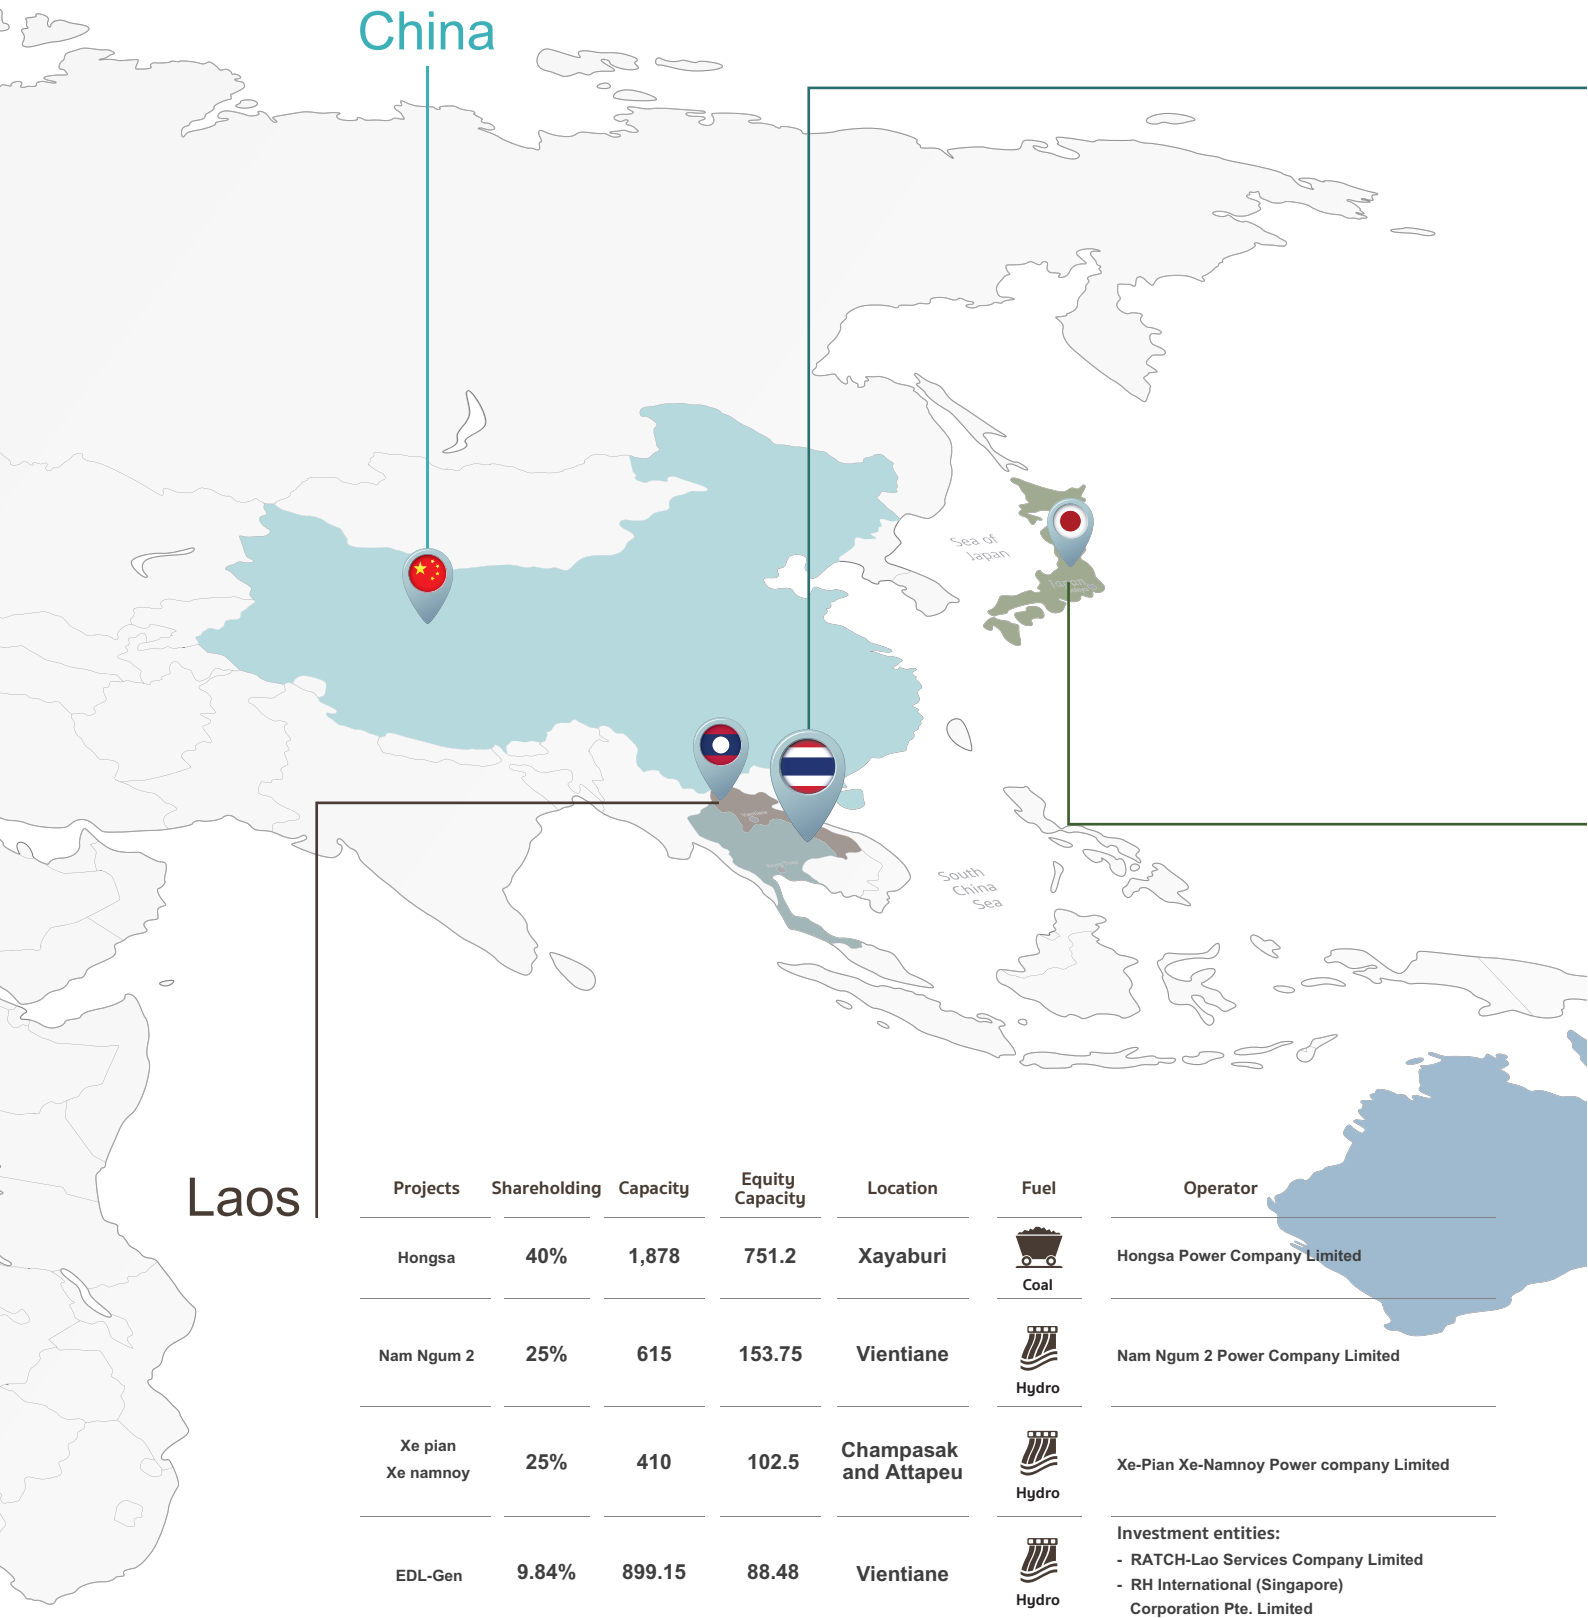 China
Sea of
Japan
Japan
South
China
Sea
Laos
Projects Shareholding Capacity Equity Capacity Location Fuel Operator
Hongsa 40% 1,878 751.2 Xayaburi Coal Hongsa Power Company Limited
Nam Ngum 2 25% 615 153.75 Vientiane Hydro Nam Ngum 2 Power Company Limited
Xe pian
Xe namnoy 25% 410 102.5 Champasak and Attapeu Hydro Xe-Pian Xe-Namnoy Power company Limited
EDL-Gen 9.84% 899.15 88.48 Vientiane Hydro Investment entities:
- RATCH-Lao Services Company Limited
- RH International (Singapore)
Corporation Pte. Limited